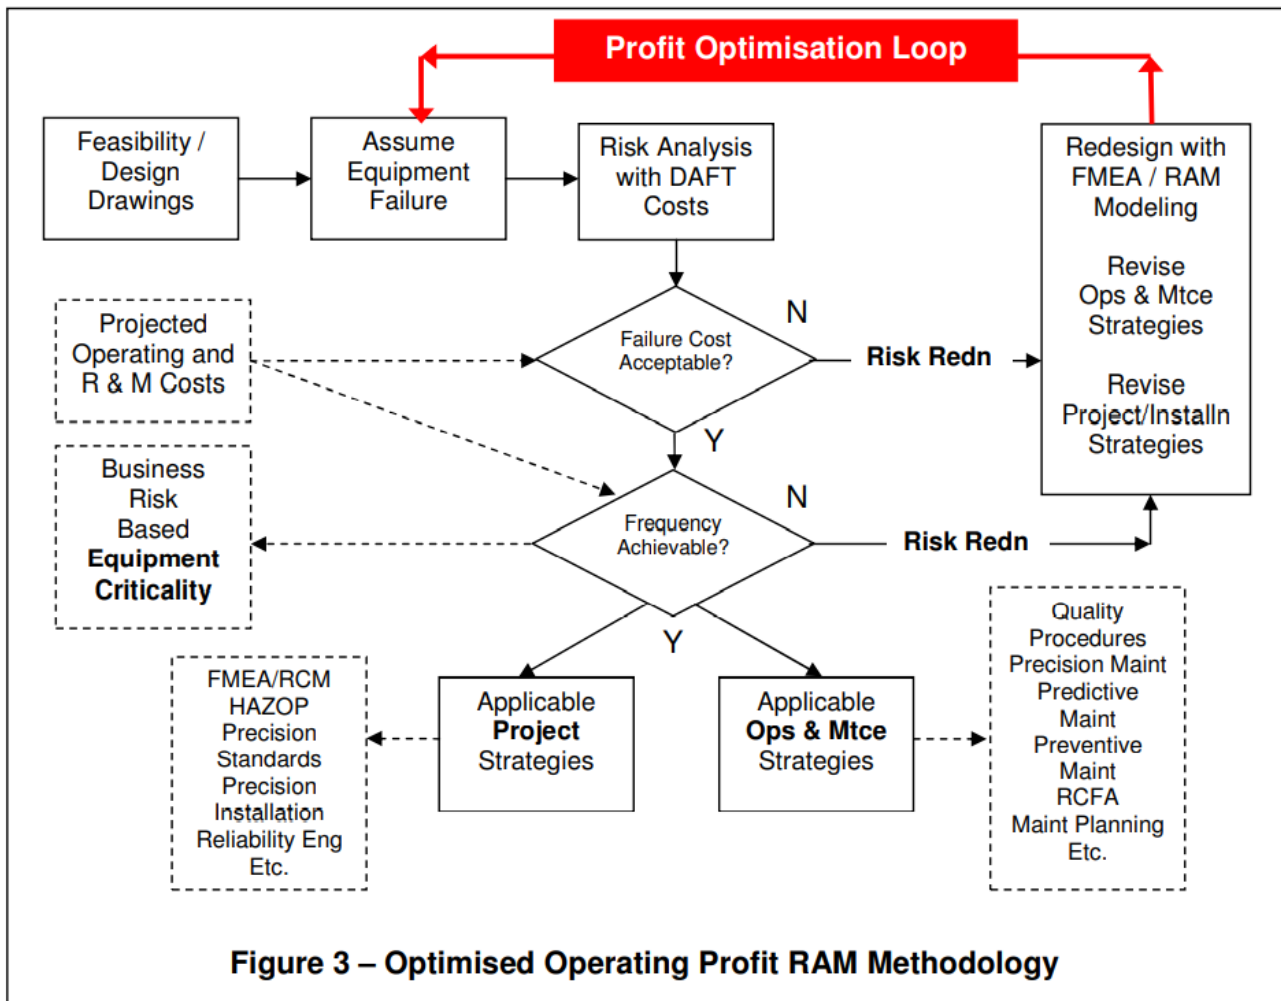 Profit Optimisation Loop
Feasibility /
Design
Drawings
Assume
Equipment
Failure
Risk Analysis
with DAFT
Costs
Redesign with
FMEA / RAM
Modeling
Revise
Ops & Mtce
Strategies
Revise
Project/Installn
Strategies
Projected
Operating and
R & M Costs
Failure Cost
Acceptable?
N
Risk Redn
Y
Business
Risk
Based
Equipment
Criticality
Frequency
Achievable?
N
Risk Redn
Y
FMEA/RCM
HAZOP
Precision
Standards
Precision
Installation
Reliability Eng
Etc.
Applicable
Project
Strategies
Applicable
Ops & Mtce
Strategies
Quality
Procedures
Precision Maint
Predictive
Maint
Preventive
Maint
RCFA
Maint Planning
Etc.
Figure 3 – Optimised Operating Profit RAM Methodology